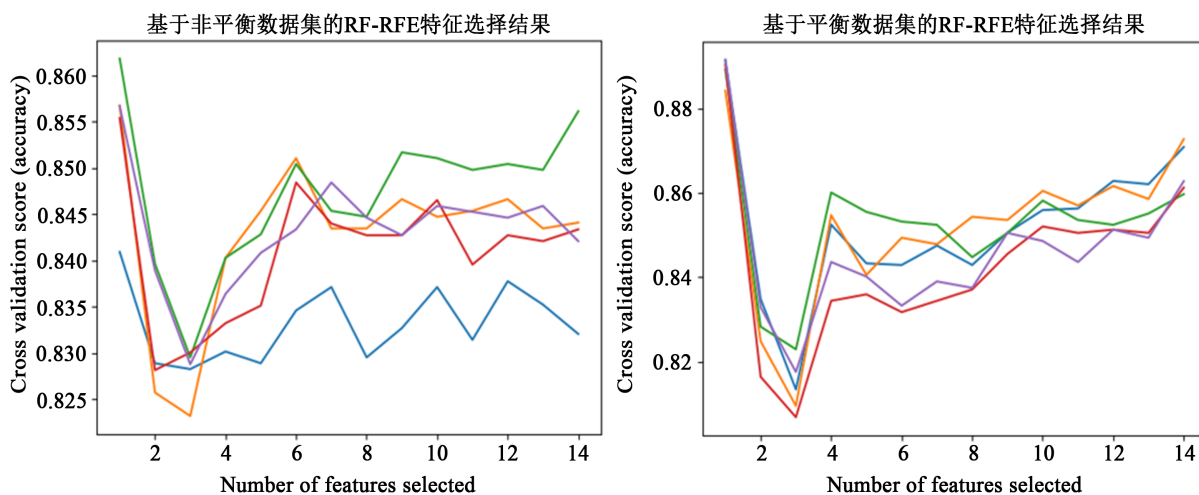 基于非平衡数据集的RF-RFE特征选择结果
Cross validation score (accuracy)
0.860
0.855
0.850
0.845
0.840
0.835
0.830
0.825
2 4 6 8 10 12 14
Number of features selected
基于平衡数据集的RF-RFE特征选择结果
Cross validation score (accuracy)
0.88
0.86
0.84
0.82
2 4 6 8 10 12 14
Number of features selected